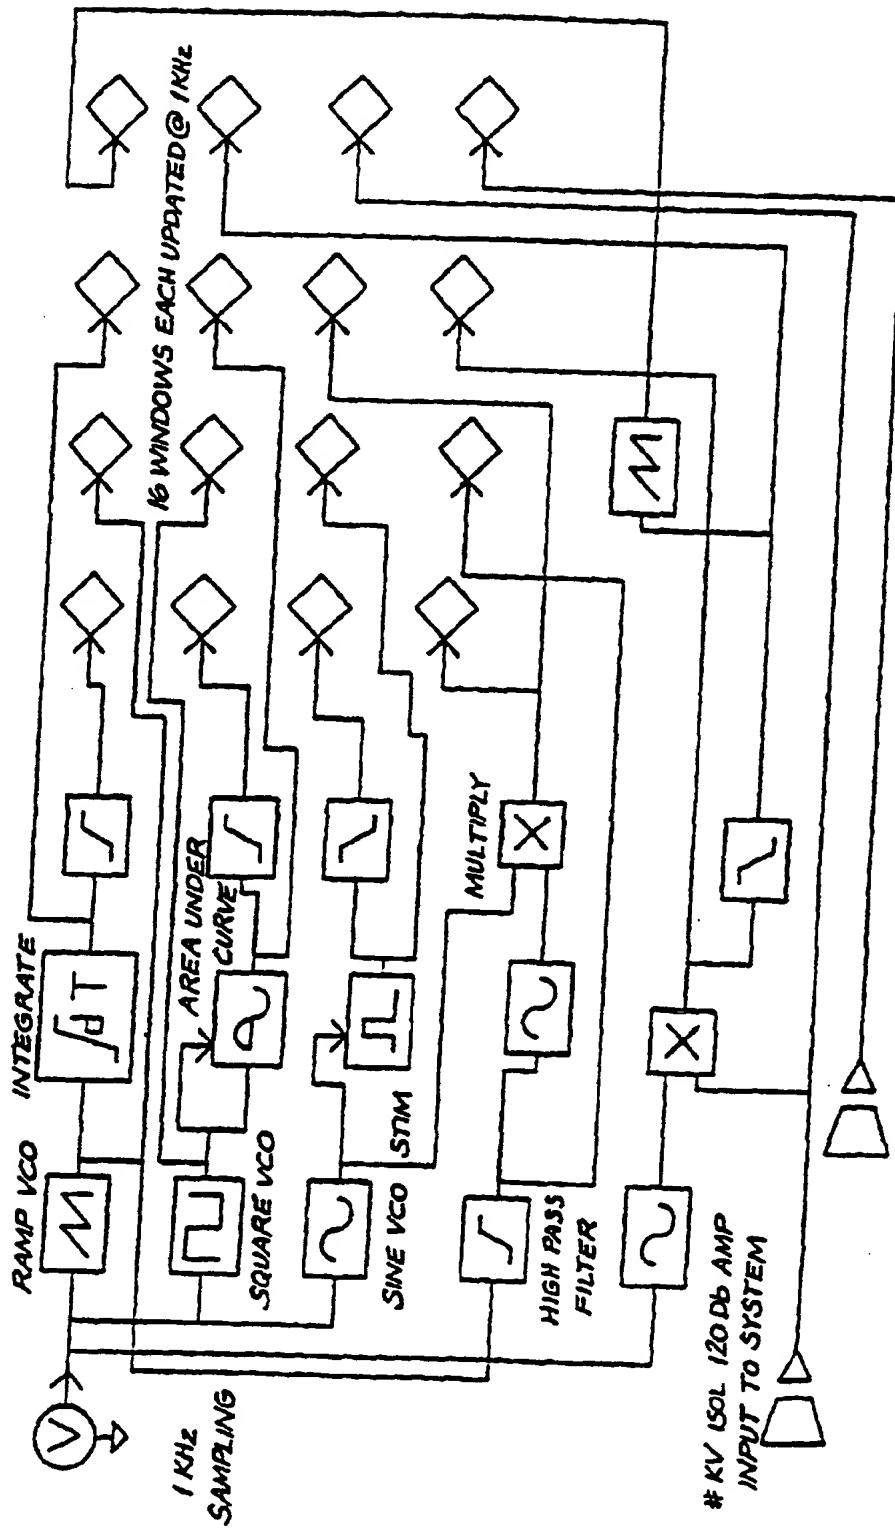 16 WINDOWS EACH UPDATED @ 1KHz
INTEGRATE
∫dT
RAMP VCO
AREA UNDER
CURVE
SQUARE VCO
STIM
SINE VCO
MULTIPLY
X
HIGH PASS
FILTER
X
V
1 KHz
SAMPLING
# KV ISOL 120 Db AMP
INPUT TO SYSTEM